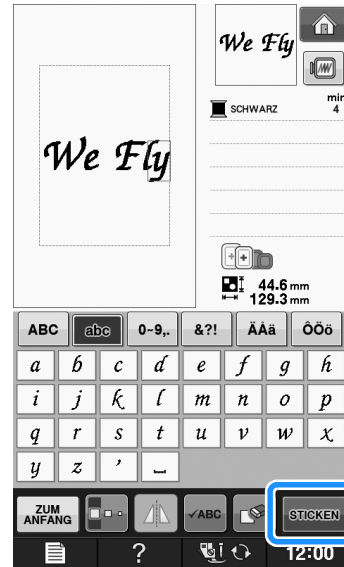 We Fly
We Fly
SCHWARZ
min
4
44.6 mm
129.3 mm
ABC abc 0~9,. &?! ÄÅä ÔÖö
a b c d e f g h
i j k l m n o p
q r s t u v w x
y z ’ ⎵
ZUM ANFANG
✓ABC
STICKEN
?
12:00